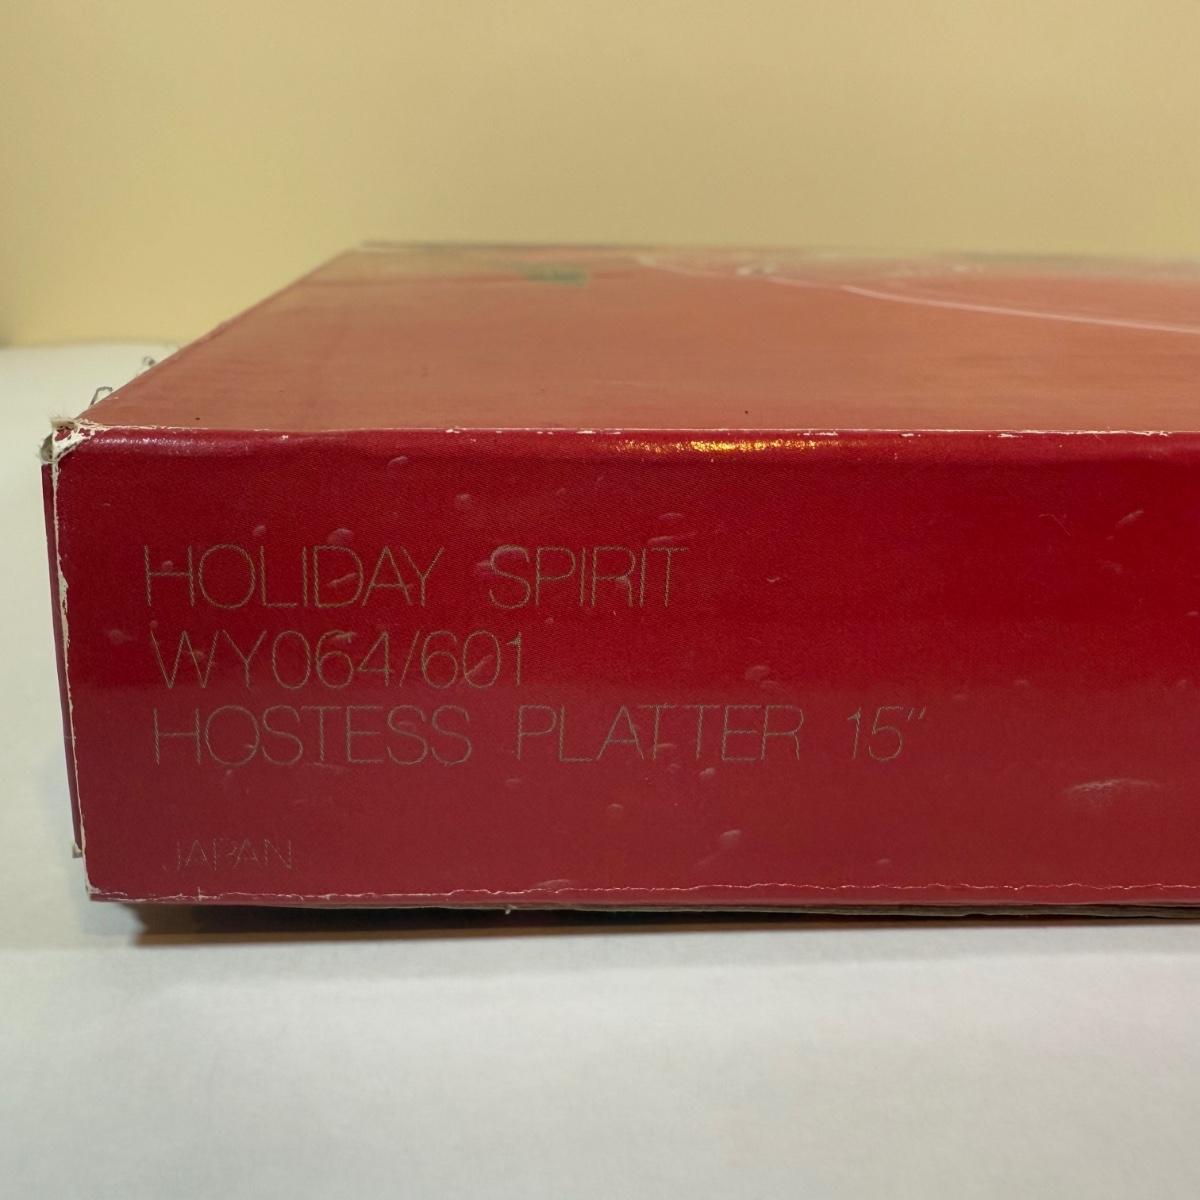 HOLIDAY SPIRIT
WY064/601
HOSTESS PLATTER 15"
JAPAN